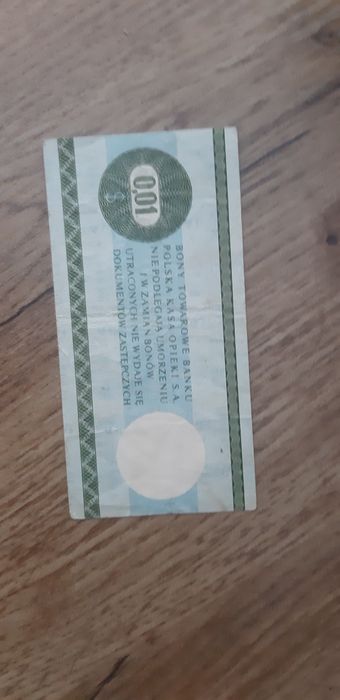 0,01
$
BONY TOWAROWE BANKU
POLSKA KASA OPIEKI S.A.
NIE PODLEGAJĄ UMORZENIU
I W ZAMIAN BONÓW
UTRACONYCH NIE WYDAJE SIĘ
DOKUMENTÓW ZASTĘPCZYCH